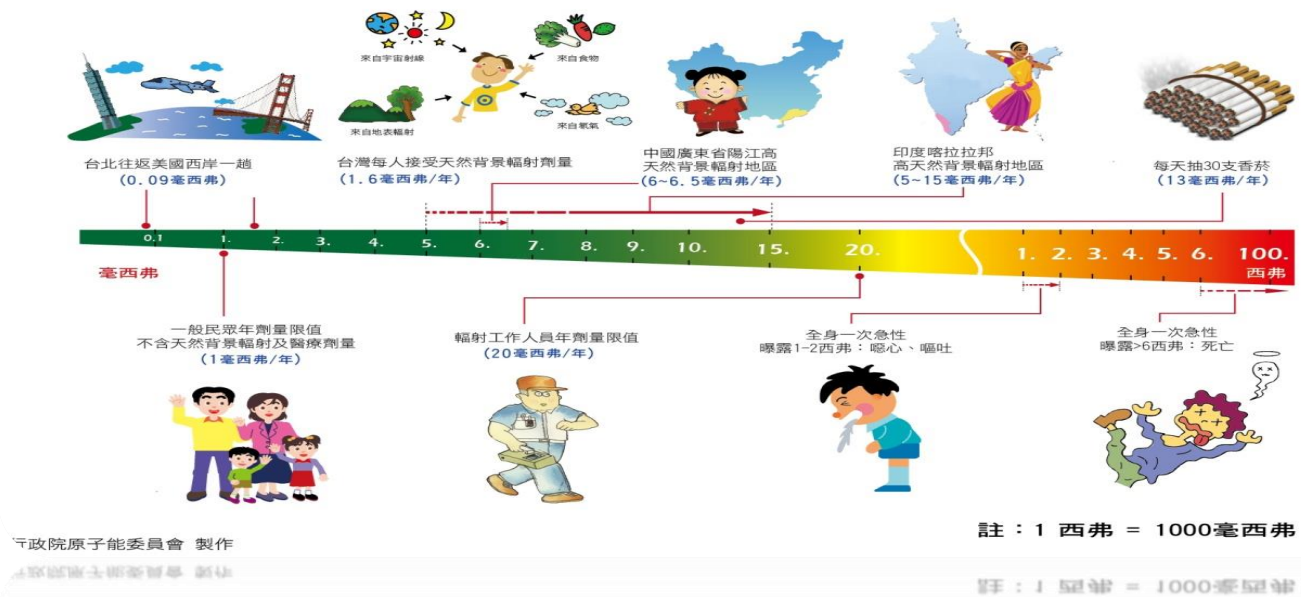 來自宇宙射線
來自食物
來自地表輻射
來自氡氣
台北往返美國西岸一趟
(0.09毫西弗)
台灣每人接受天然背景輻射劑量
(1.6毫西弗/年)
中國廣東省陽江高
天然背景輻射地區
(6~6.5毫西弗/年)
印度喀拉拉邦
高天然背景輻射地區
(5~15毫西弗/年)
每天抽30支香菸
(13毫西弗/年)
0.1 1. 2. 3. 4. 5. 6. 7. 8. 9. 10. 15. 20. 1. 2. 3. 4. 5. 6. 100.
毫西弗
西弗
一般民眾年劑量限值
不含天然背景輻射及醫療劑量
(1毫西弗/年)
輻射工作人員年劑量限值
(20毫西弗/年)
全身一次急性
曝露1-2西弗：噁心、嘔吐
全身一次急性
曝露>6西弗：死亡
政院原子能委員會 製作
註：1 西弗 = 1000毫西弗